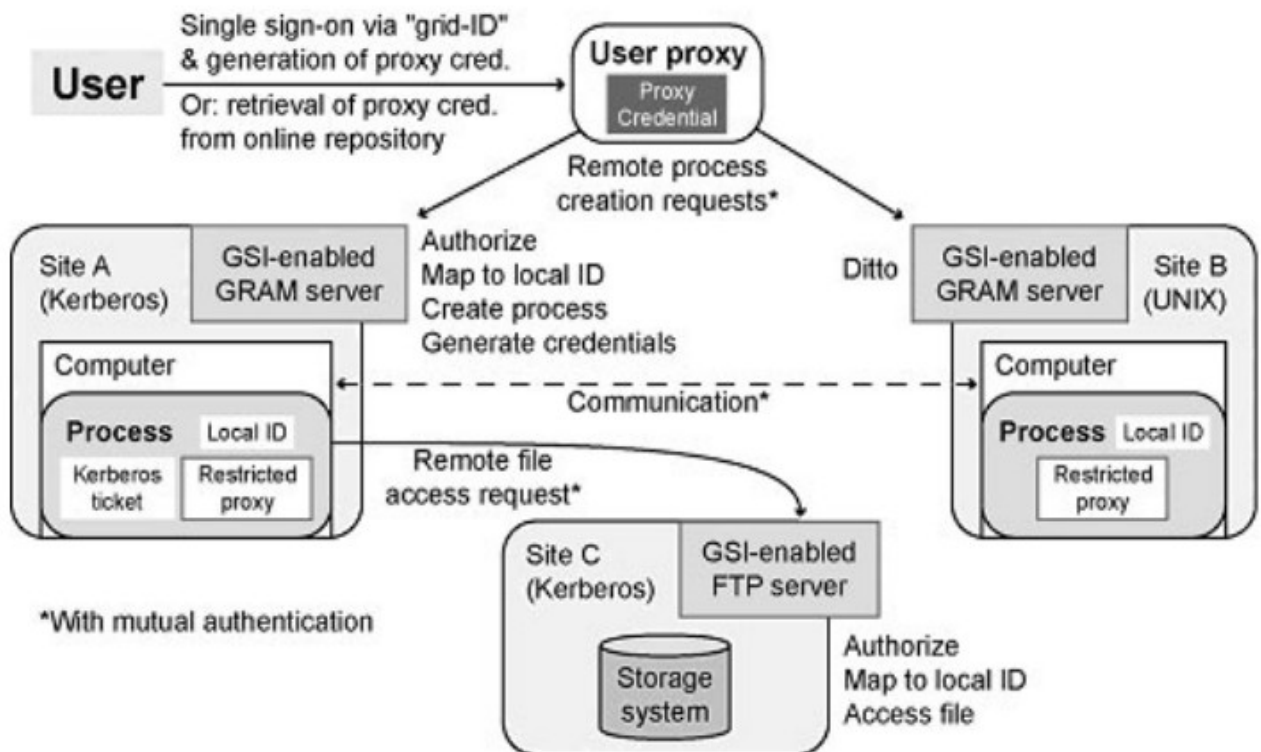 Single sign-on via "grid-ID"
& generation of proxy cred.
User
Or: retrieval of proxy cred.
from online repository
User proxy
Proxy
Credential
Remote process
creation requests*
Site A
(Kerberos)
GSI-enabled
GRAM server
Authorize
Map to local ID
Create process
Generate credentials
Ditto
GSI-enabled
GRAM server
Site B
(UNIX)
Computer
Process
Local ID
Kerberos
ticket
Restricted
proxy
Communication*
Computer
Process
Local ID
Restricted
proxy
Remote file
access request*
Site C
(Kerberos)
GSI-enabled
FTP server
Storage
system
Authorize
Map to local ID
Access file
*With mutual authentication